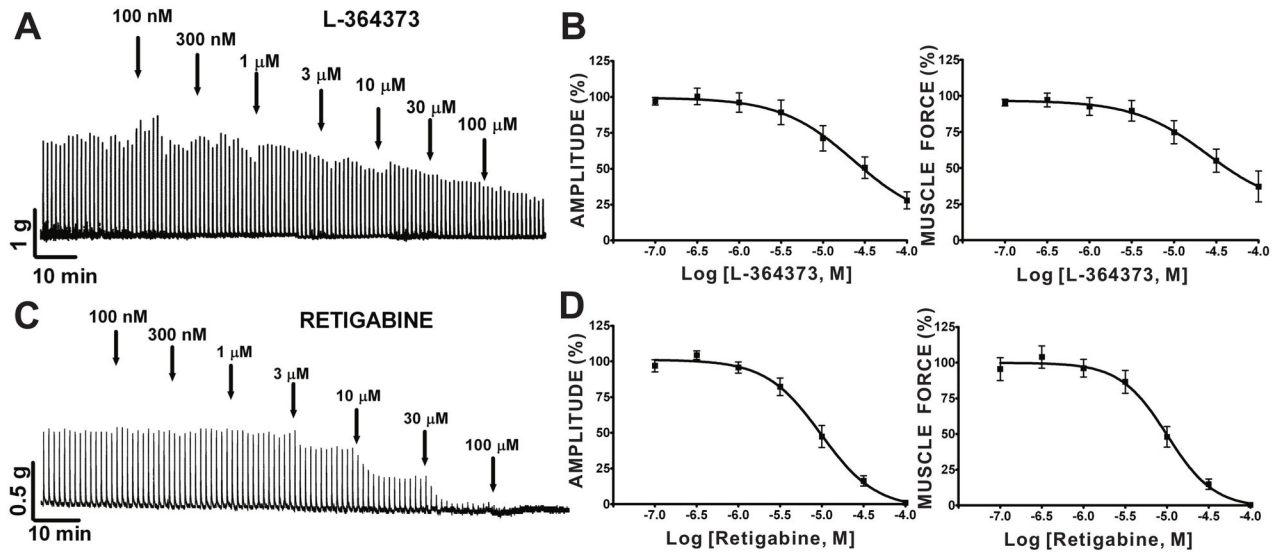 A
L-364373
100 nM
300 nM
1 µM
3 µM
10 µM
30 µM
100 µM
1 g
10 min
B
AMPLITUDE (%)
125
100
75
50
25
0
-7.0 -6.5 -6.0 -5.5 -5.0 -4.5 -4.0
Log [L-364373, M]
MUSCLE FORCE (%)
125
100
75
50
25
0
-7.0 -6.5 -6.0 -5.5 -5.0 -4.5 -4.0
Log [L-364373, M]
C
RETIGABINE
100 nM
300 nM
1 µM
3 µM
10 µM
30 µM
100 µM
0.5 g
10 min
D
AMPLITUDE (%)
125
100
75
50
25
0
-7.0 -6.5 -6.0 -5.5 -5.0 -4.5 -4.0
Log [Retigabine, M]
MUSCLE FORCE (%)
125
100
75
50
25
0
-7.0 -6.5 -6.0 -5.5 -5.0 -4.5 -4.0
Log [Retigabine, M]